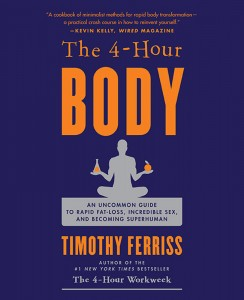 "A cookbook of minimalist methods for rapid body transformation—
a practical crash course in how to reinvent yourself."
—KEVIN KELLY, WIRED MAGAZINE
The 4-Hour
BODY
AN UNCOMMON GUIDE
TO RAPID FAT-LOSS, INCREDIBLE SEX,
AND BECOMING SUPERHUMAN
TIMOTHY FERRISS
AUTHOR OF THE
#1 NEW YORK TIMES BESTSELLER
The 4-Hour Workweek